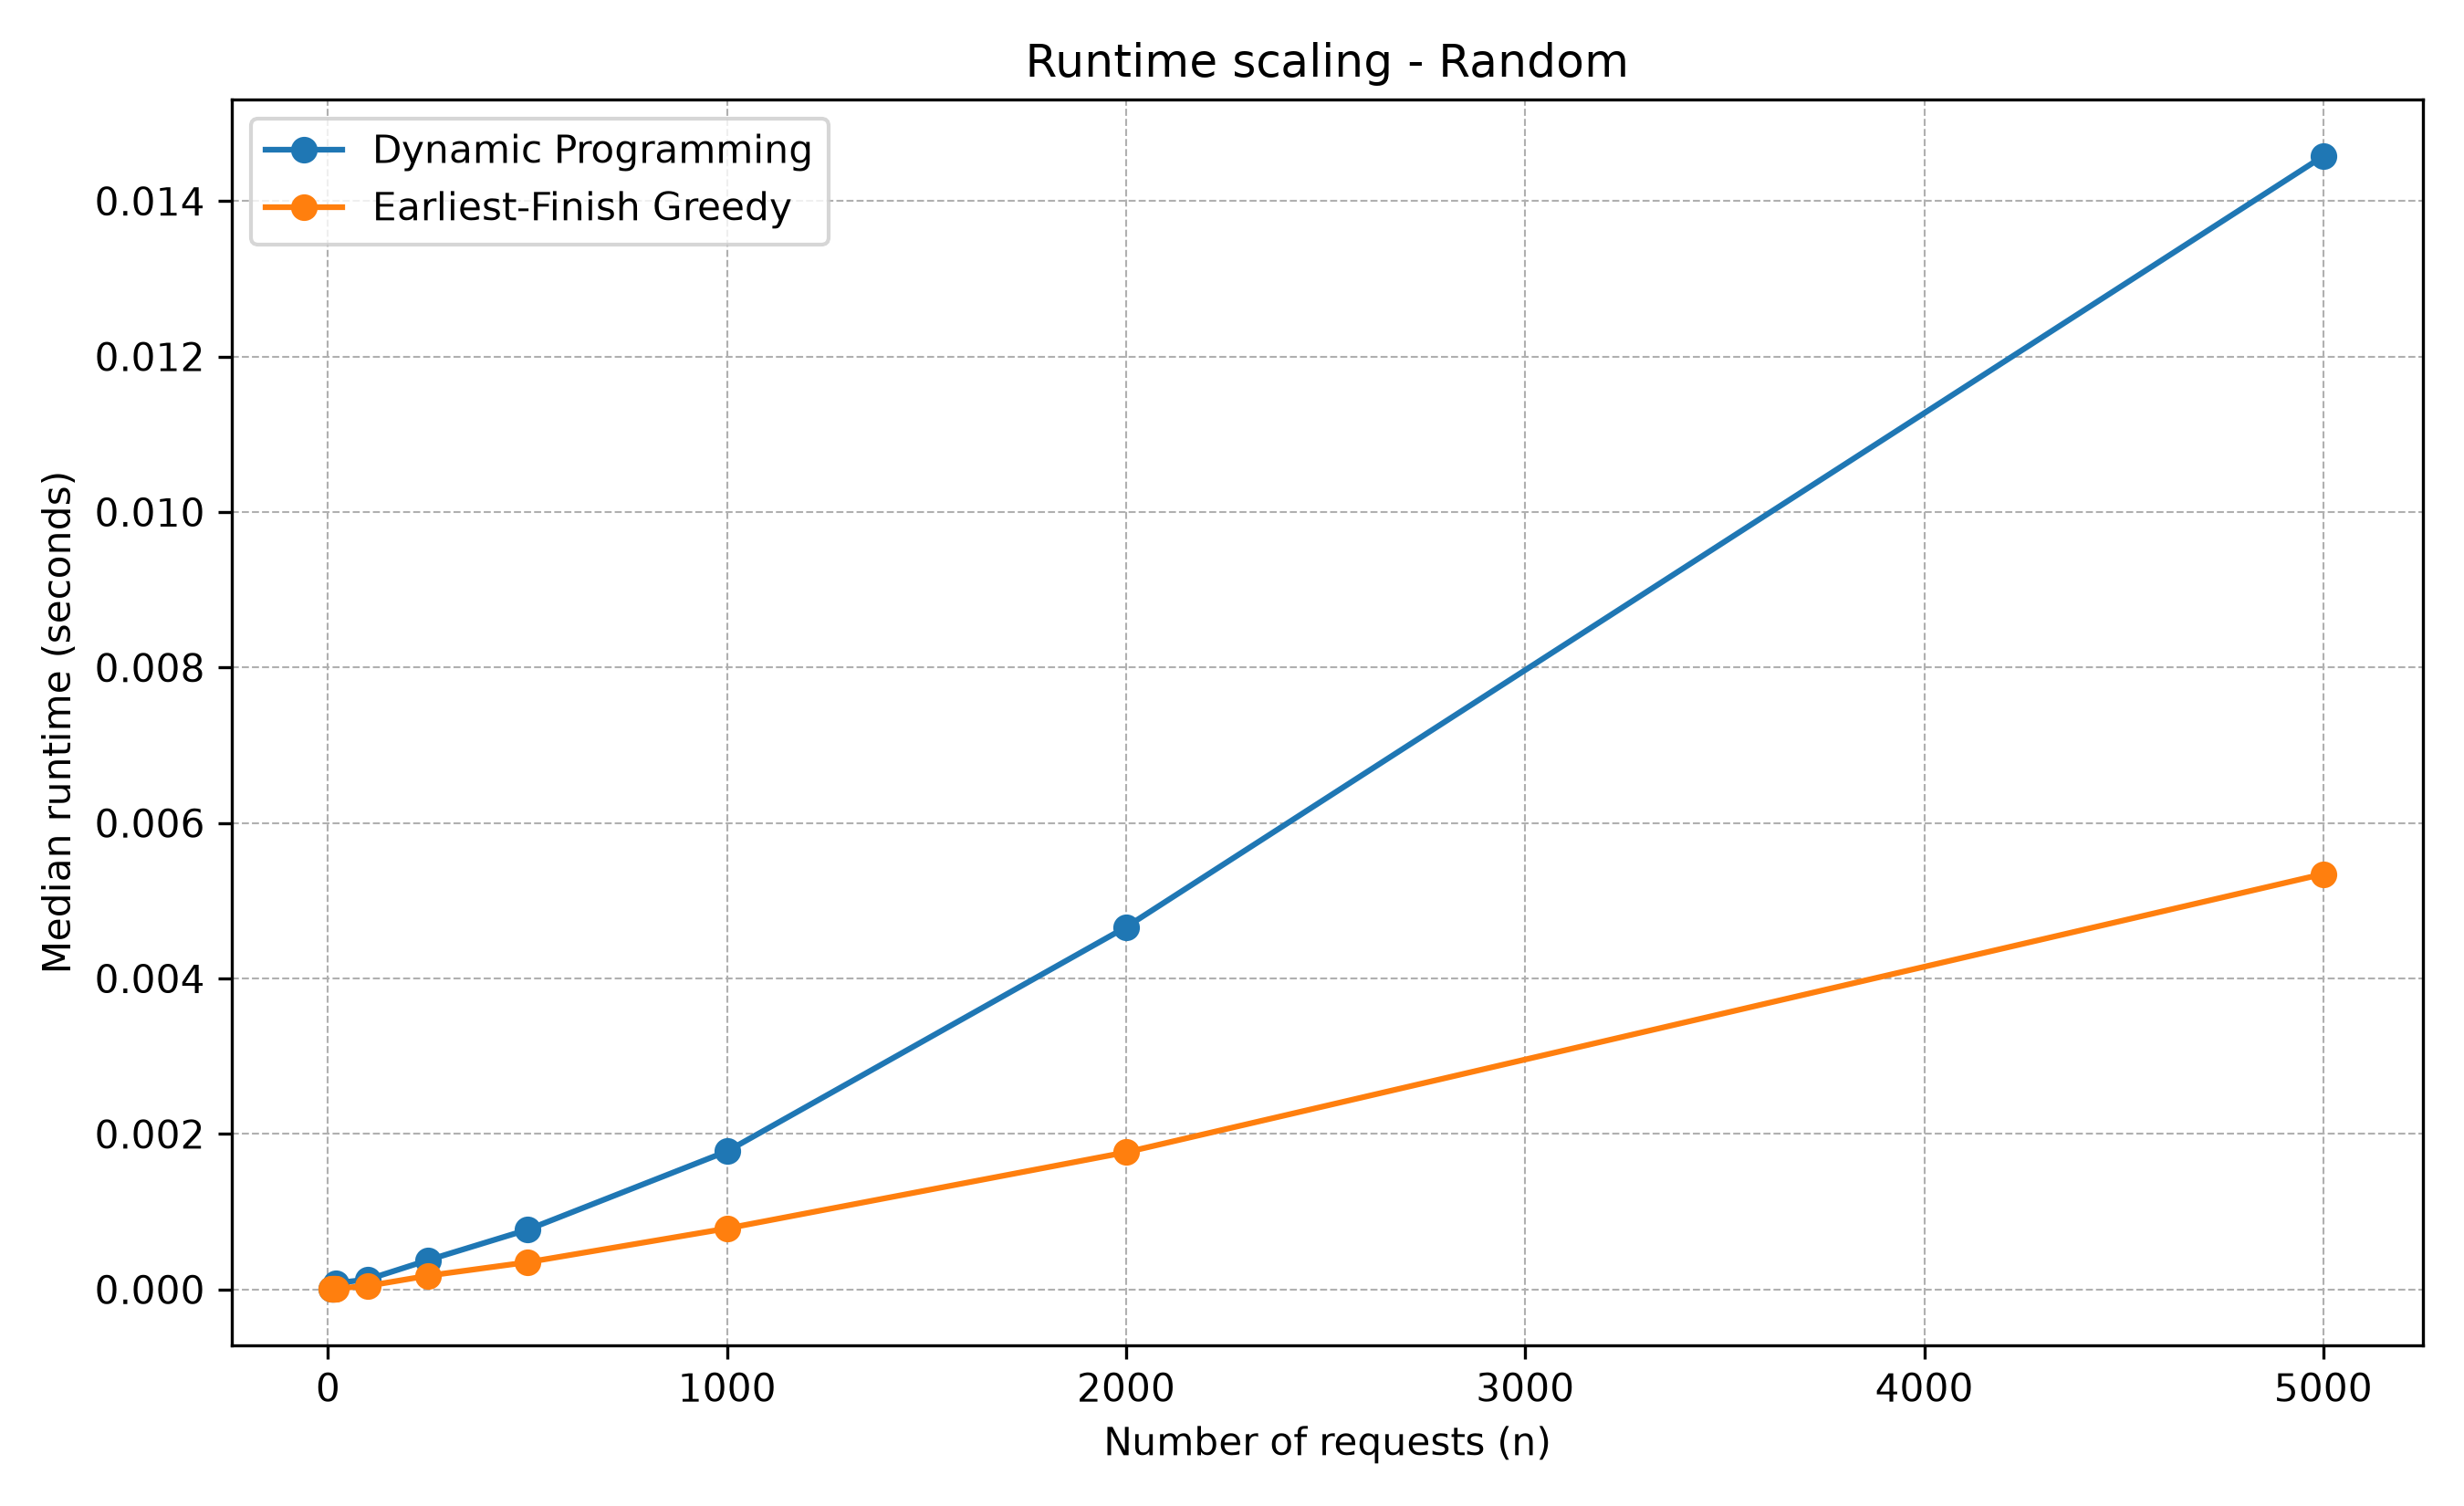 Runtime scaling - Random
Dynamic Programming
Earliest-Finish Greedy
0.014
0.012
0.010
0.008
0.006
0.004
0.002
0.000
Median runtime (seconds)
0 1000 2000 3000 4000 5000
Number of requests (n)